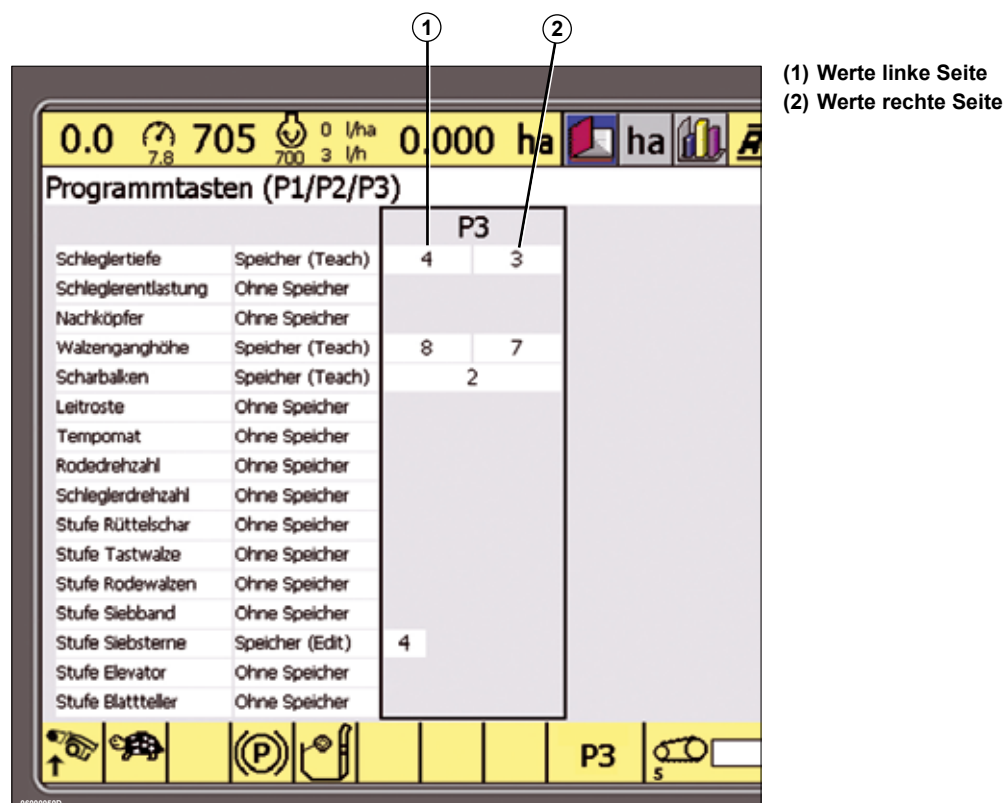 1 2
(1) Werte linke Seite
(2) Werte rechte Seite
0.0 7.8 705 700 0 l/ha 3 l/h 0.000 ha ha
Programmtasten (P1/P2/P3)
P3
Schleglertiefe Speicher (Teach) 4 3
Schleglerentlastung Ohne Speicher
Nachköpfer Ohne Speicher
Walzenganghöhe Speicher (Teach) 8 7
Scharbalken Speicher (Teach) 2
Leitroste Ohne Speicher
Tempomat Ohne Speicher
Rodedrehzahl Ohne Speicher
Schleglerdrehzahl Ohne Speicher
Stufe Rüttelschar Ohne Speicher
Stufe Tastwalze Ohne Speicher
Stufe Rodewalzen Ohne Speicher
Stufe Siebband Ohne Speicher
Stufe Siebsterne Speicher (Edit) 4
Stufe Elevator Ohne Speicher
Stufe Blattteller Ohne Speicher
(P) P3 5